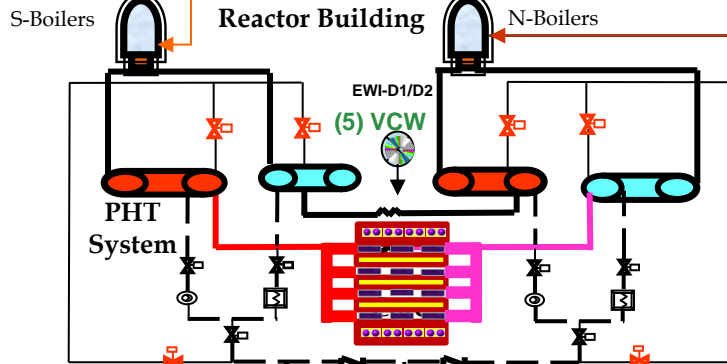 S-Boilers
Reactor Building
N-Boilers
EWI-D1/D2
(5) VCW
PHT
System